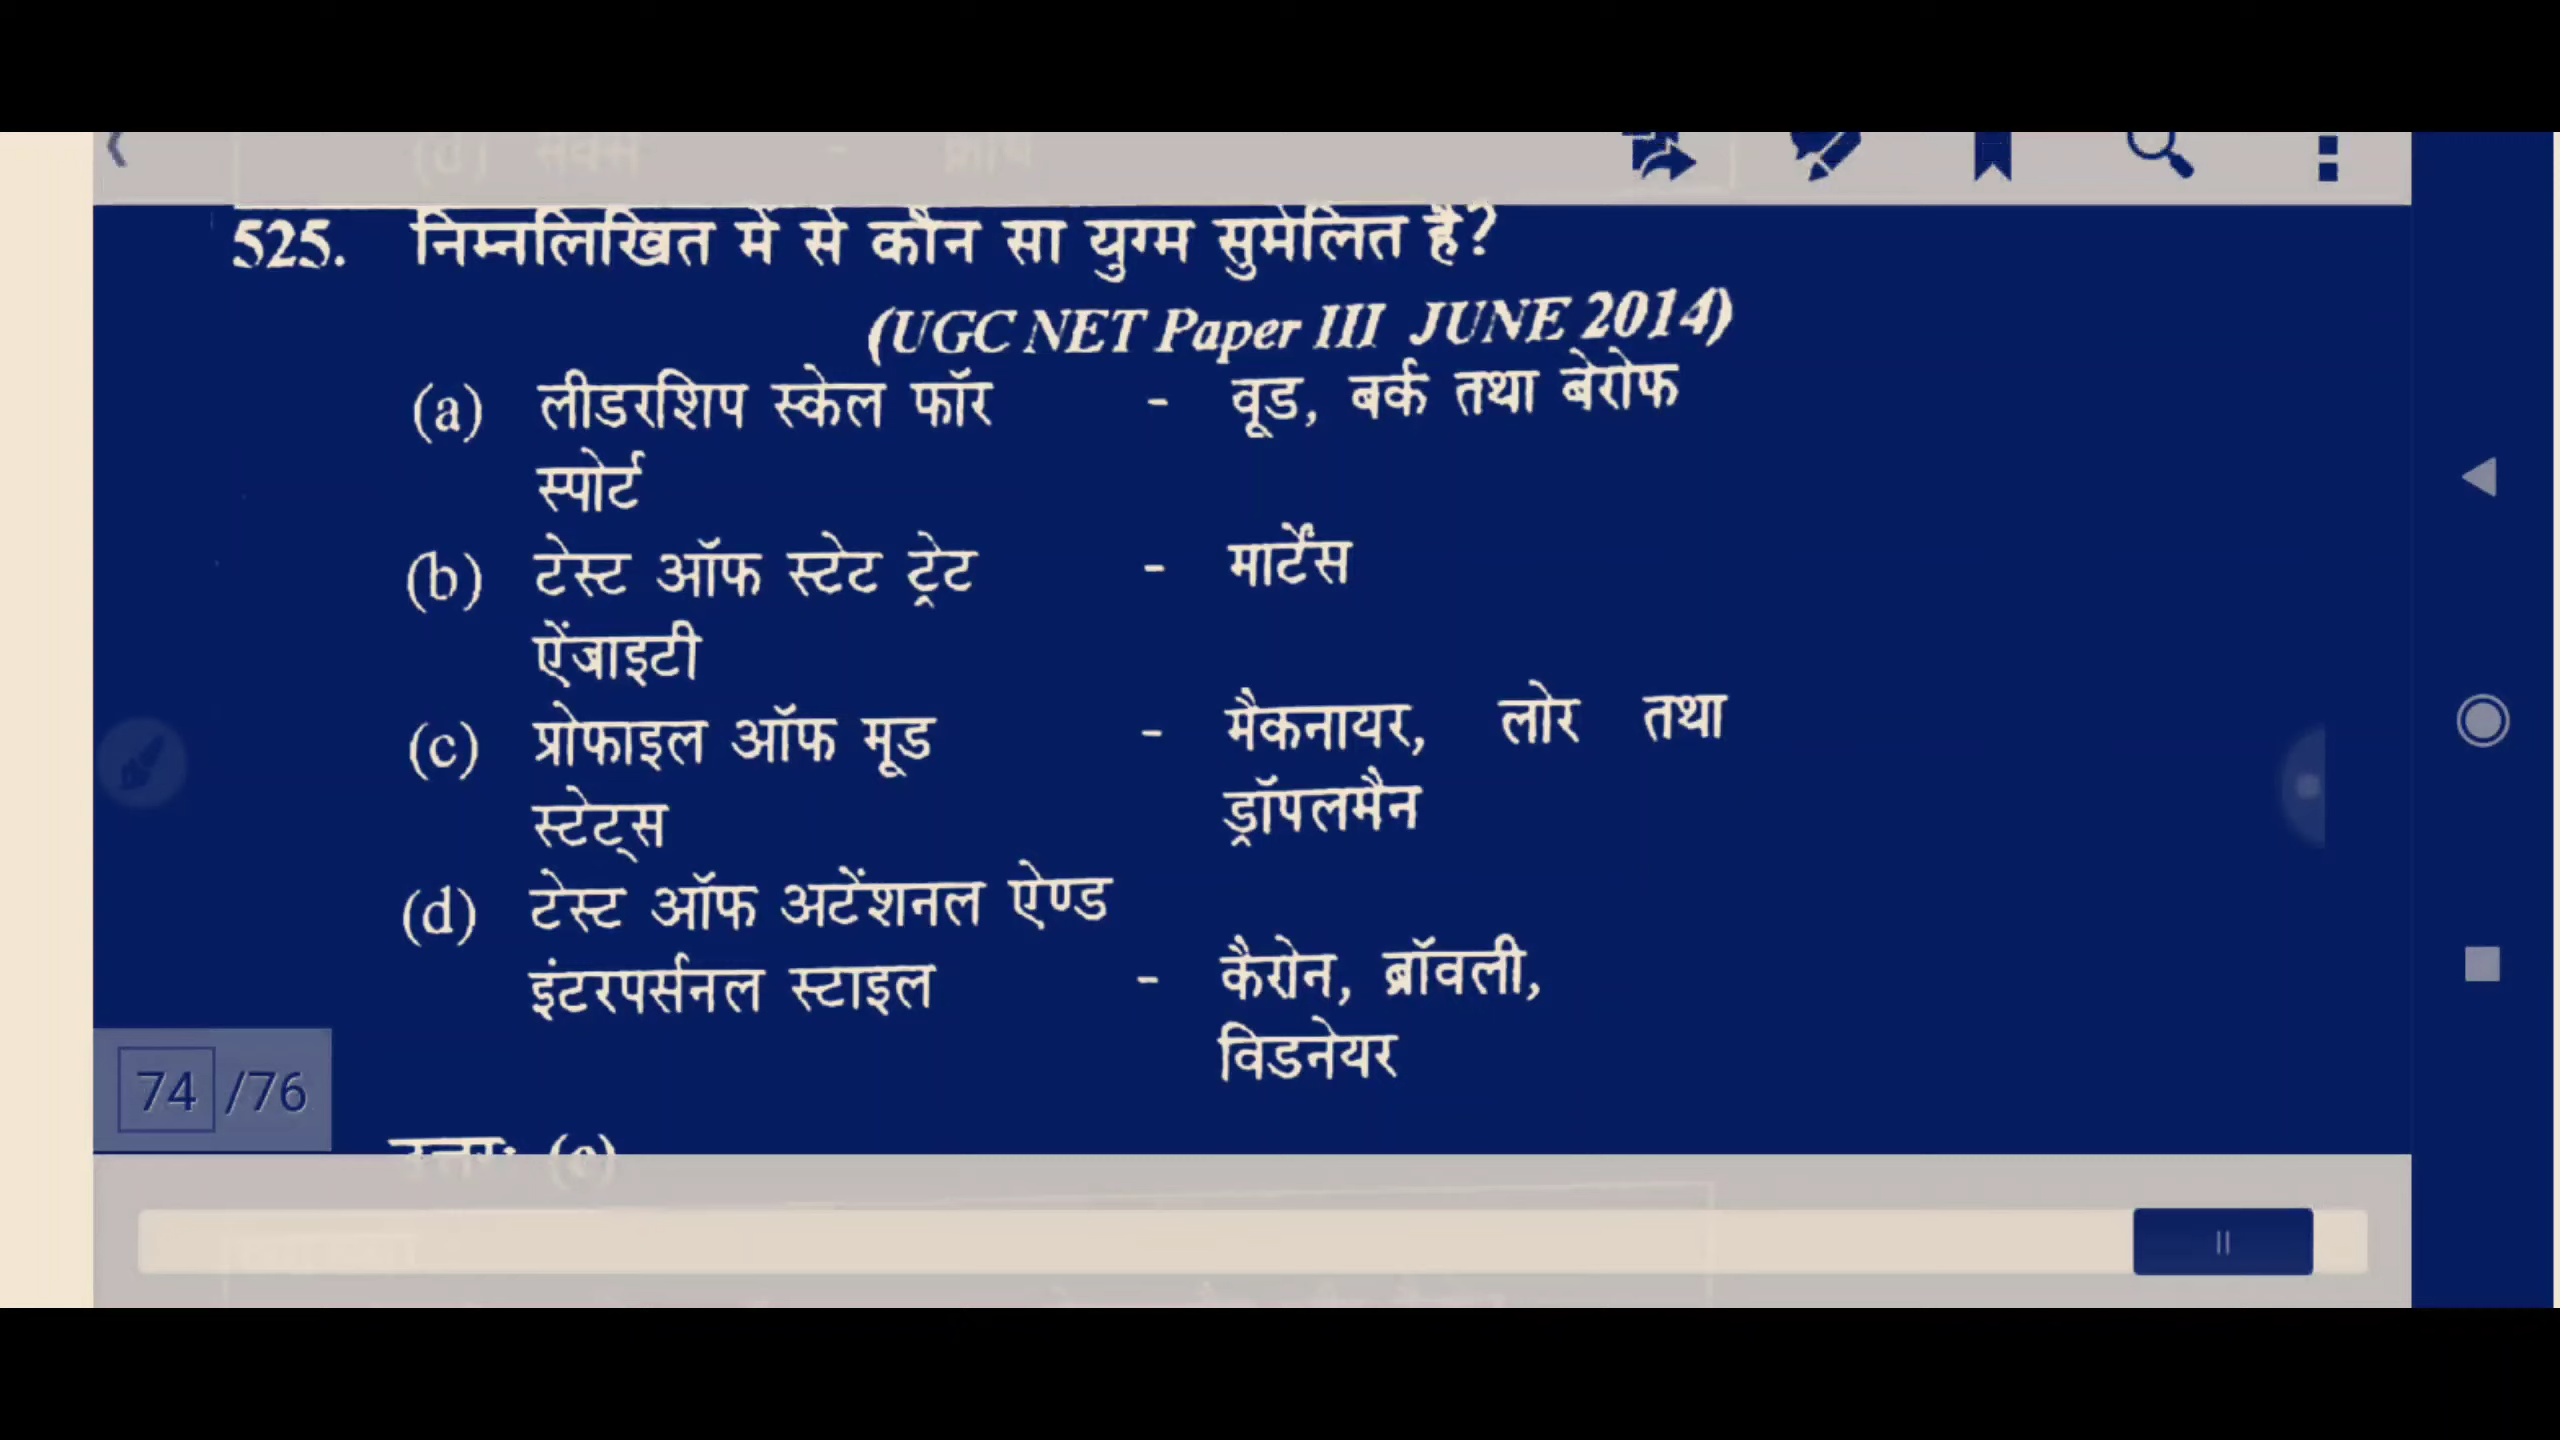 525. निम्नलिखित में से कौन सा युग्म सुमेलित है?
(UGC NET Paper III JUNE 2014)
(a) लीडरशिप स्केल फॉर - वूड, बर्क तथा बेरोफ
स्पोर्ट
(b) टेस्ट ऑफ स्टेट ट्रेट - मार्टेंस
ऐंजाइटी
(c) प्रोफाइल ऑफ मूड - मैकनायर, लोर तथा
स्टेट्स ड्रॉपलमैन
(d) टेस्ट ऑफ अटेंशनल ऐण्ड
इंटरपर्सनल स्टाइल - कैरोन, ब्रॉवली,
विडनेयर
74 /76